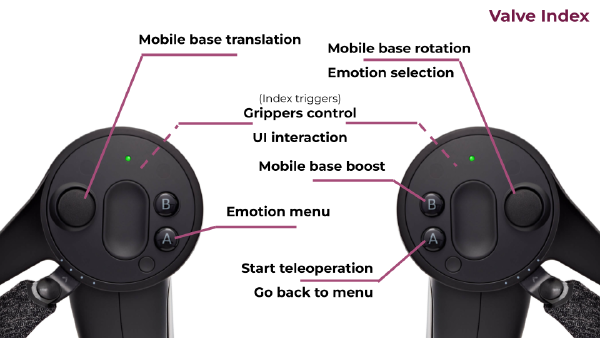 Valve Index
Mobile base translation
Mobile base rotation
Emotion selection
(Index triggers)
Grippers control
UI interaction
Mobile base boost
B
B
Emotion menu
A
A
Start teleoperation
Go back to menu